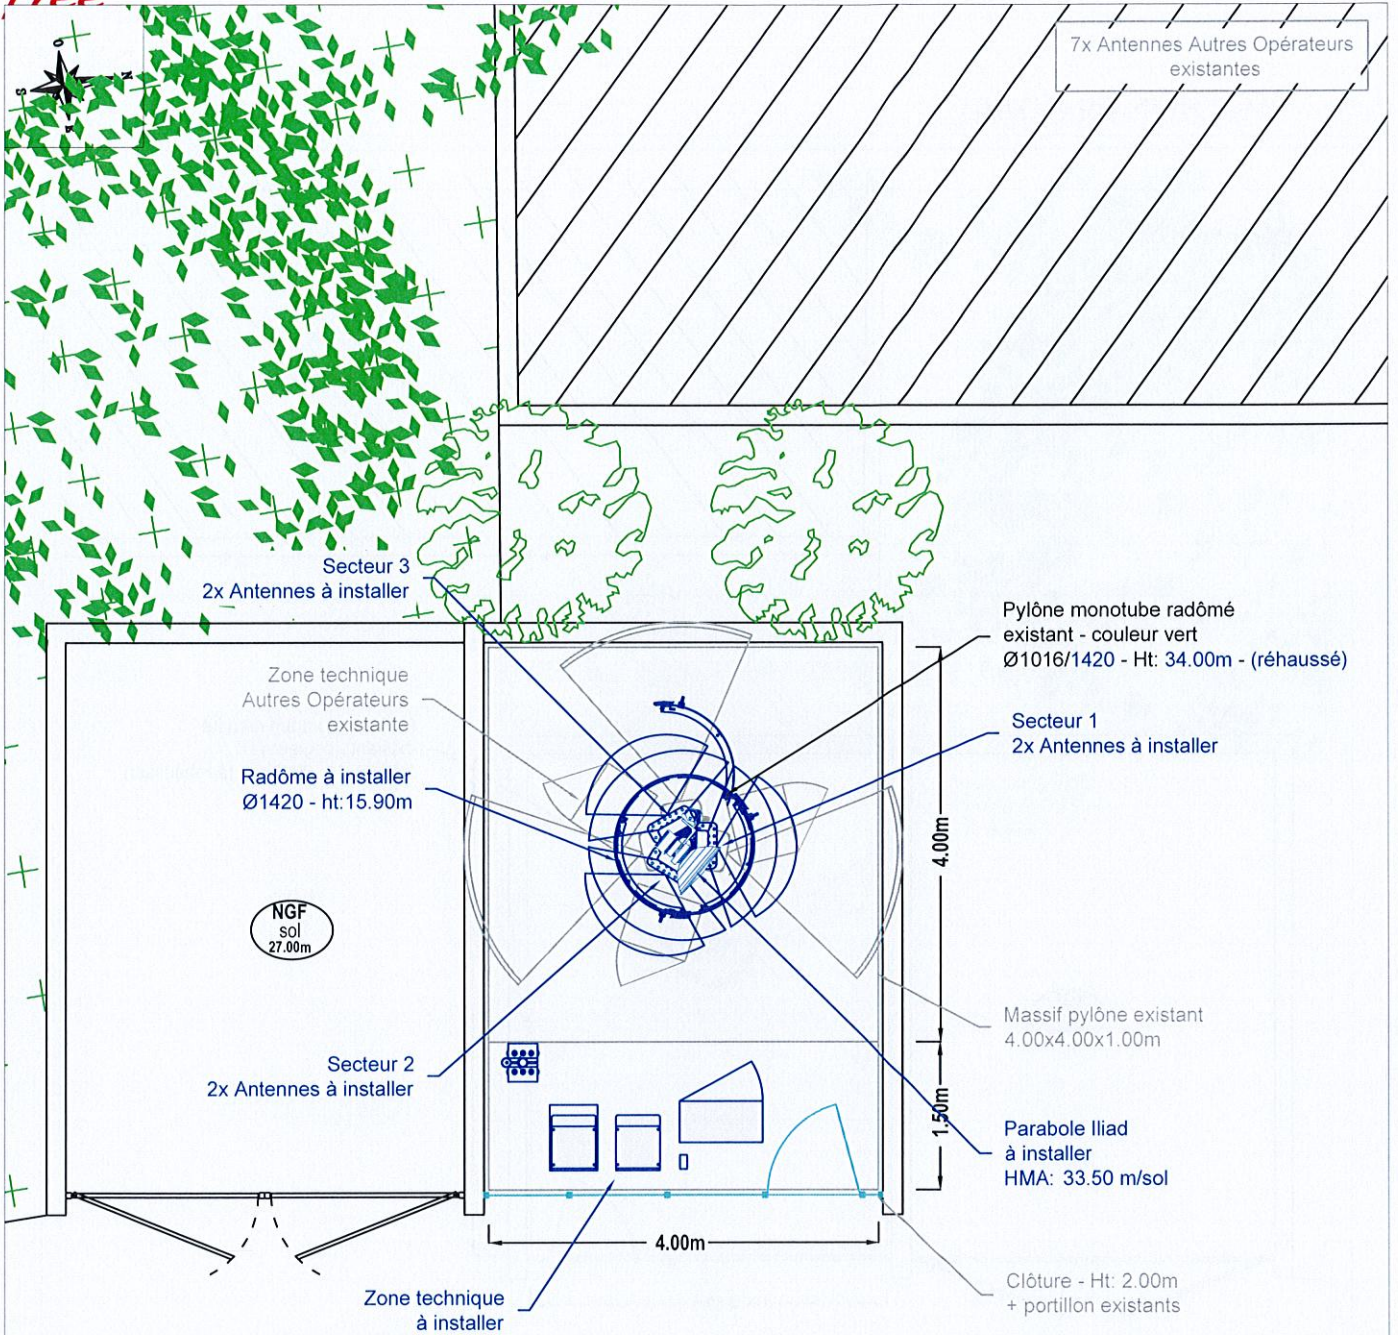 7x Antennes Autres Opérateurs
existantes
O
N
S
Secteur 3
2x Antennes à installer
Pylône monotube radômé
existant - couleur vert
Ø1016/1420 - Ht: 34.00m - (réhaussé)
Zone technique
Autres Opérateurs
existante
Secteur 1
2x Antennes à installer
Radôme à installer
Ø1420 - ht:15.90m
4.00m
NGF
sol
27.00m
Massif pylône existant
4.00x4.00x1.00m
Secteur 2
2x Antennes à installer
1.50m
Parabole Iliad
à installer
HMA: 33.50 m/sol
4.00m
Clôture - Ht: 2.00m
+ portillon existants
Zone technique
à installer